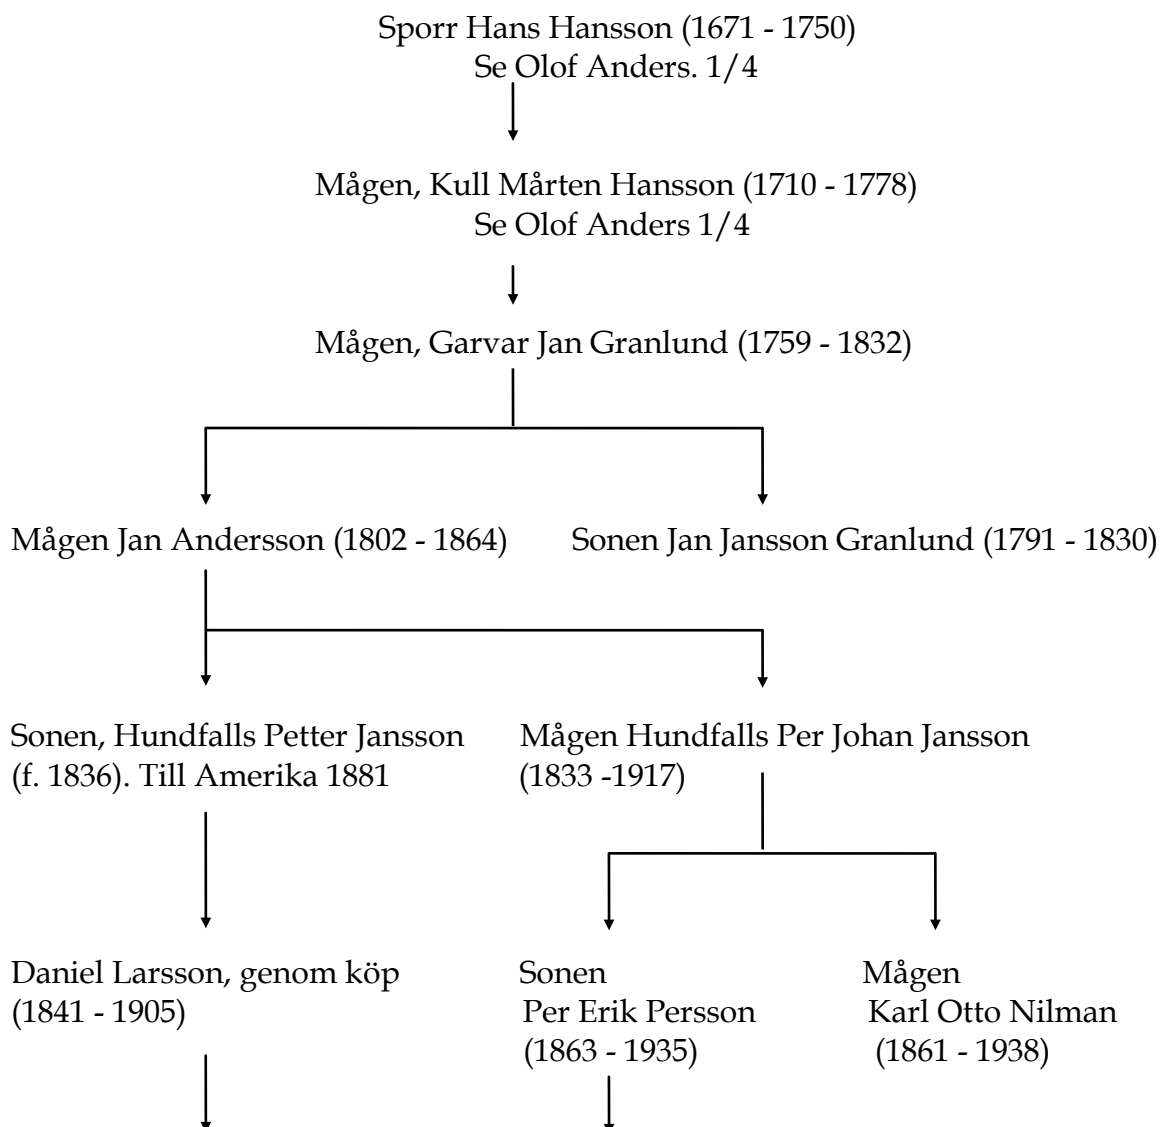 Sporr Hans Hansson (1671 - 1750)
Se Olof Anders. 1/4
Mågen, Kull Mårten Hansson (1710 - 1778)
Se Olof Anders 1/4
Mågen, Garvar Jan Granlund (1759 - 1832)
Mågen Jan Andersson (1802 - 1864)
Sonen Jan Jansson Granlund (1791 - 1830)
Sonen, Hundfalls Petter Jansson
(f. 1836). Till Amerika 1881
Mågen Hundfalls Per Johan Jansson
(1833 -1917)
Daniel Larsson, genom köp
(1841 - 1905)
Sonen
Per Erik Persson
(1863 - 1935)
Mågen
Karl Otto Nilman
(1861 - 1938)